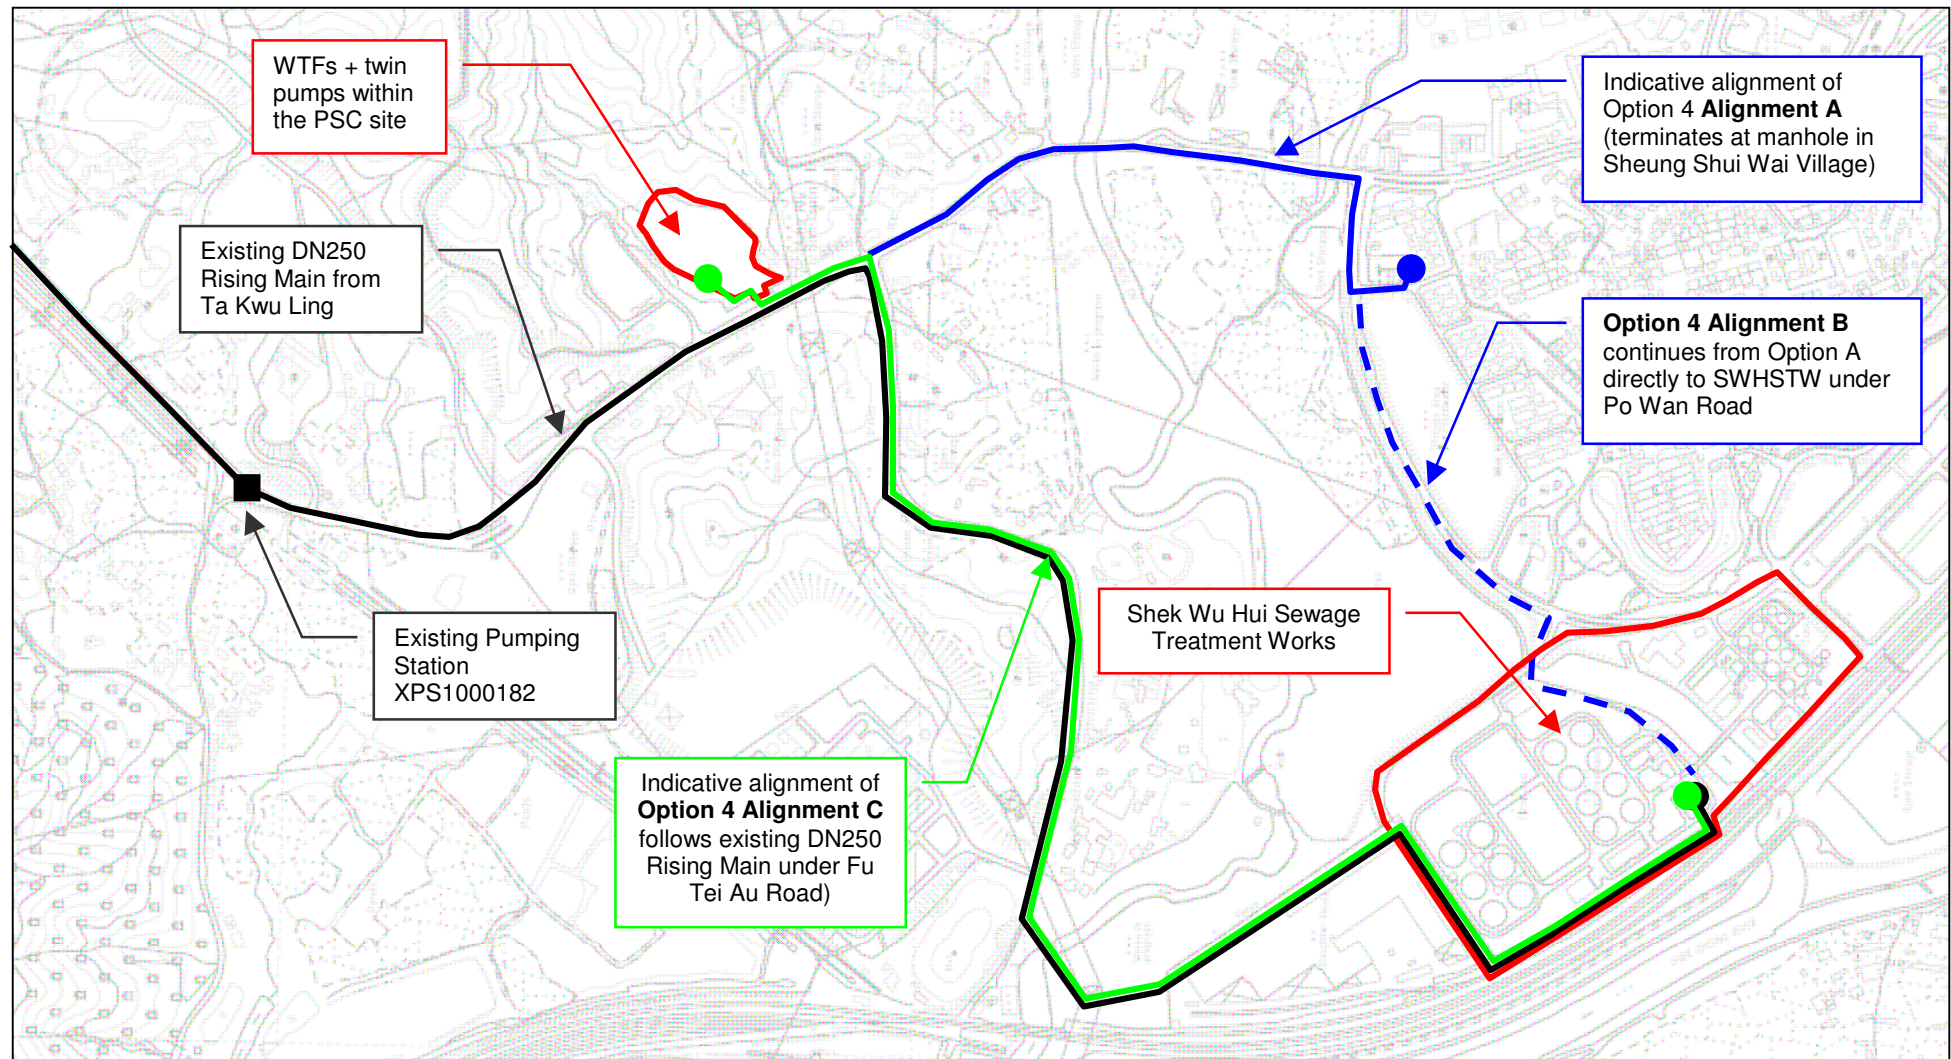 WTFs + twin
pumps within
the PSC site
Indicative alignment of
Option 4 Alignment A
(terminates at manhole in
Sheung Shui Wai Village)
Existing DN250
Rising Main from
Ta Kwu Ling
Option 4 Alignment B
continues from Option A
directly to SWHSTW under
Po Wan Road
Existing Pumping
Station
XPS1000182
Shek Wu Hui Sewage
Treatment Works
Indicative alignment of
Option 4 Alignment C
follows existing DN250
Rising Main under Fu
Tei Au Road)